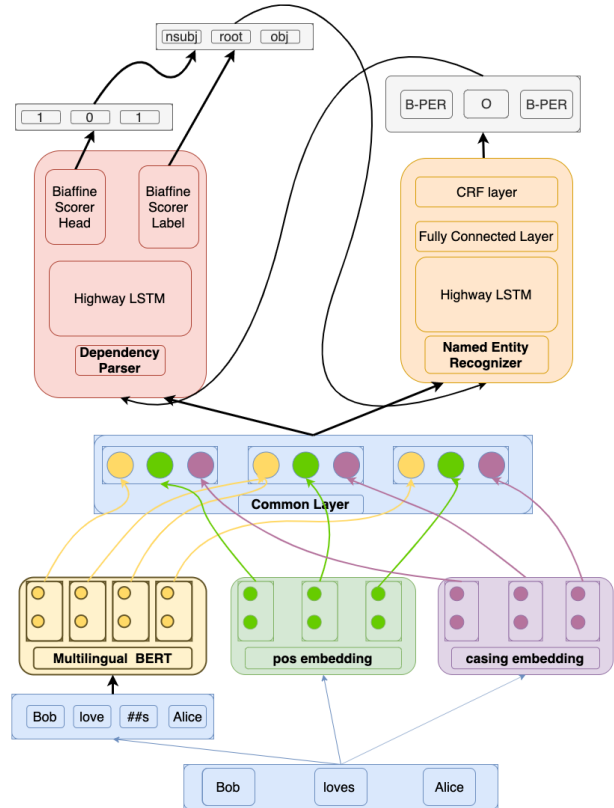 nsubj root obj
1 0 1
B-PER O B-PER
Biaffine
Scorer
Head
Biaffine
Scorer
Label
Highway LSTM
Dependency
Parser
CRF layer
Fully Connected Layer
Highway LSTM
Named Entity
Recognizer
Common Layer
Multilingual BERT
pos embedding
casing embedding
Bob love ##s Alice
Bob loves Alice